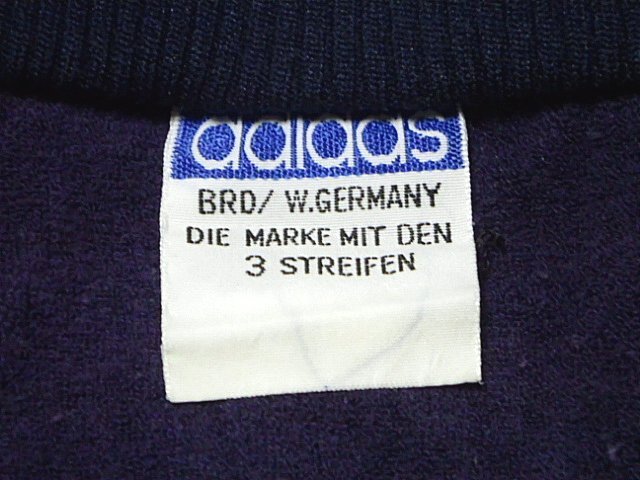 adidas
BRD/ W.GERMANY
DIE MARKE MIT DEN
3 STREIFEN